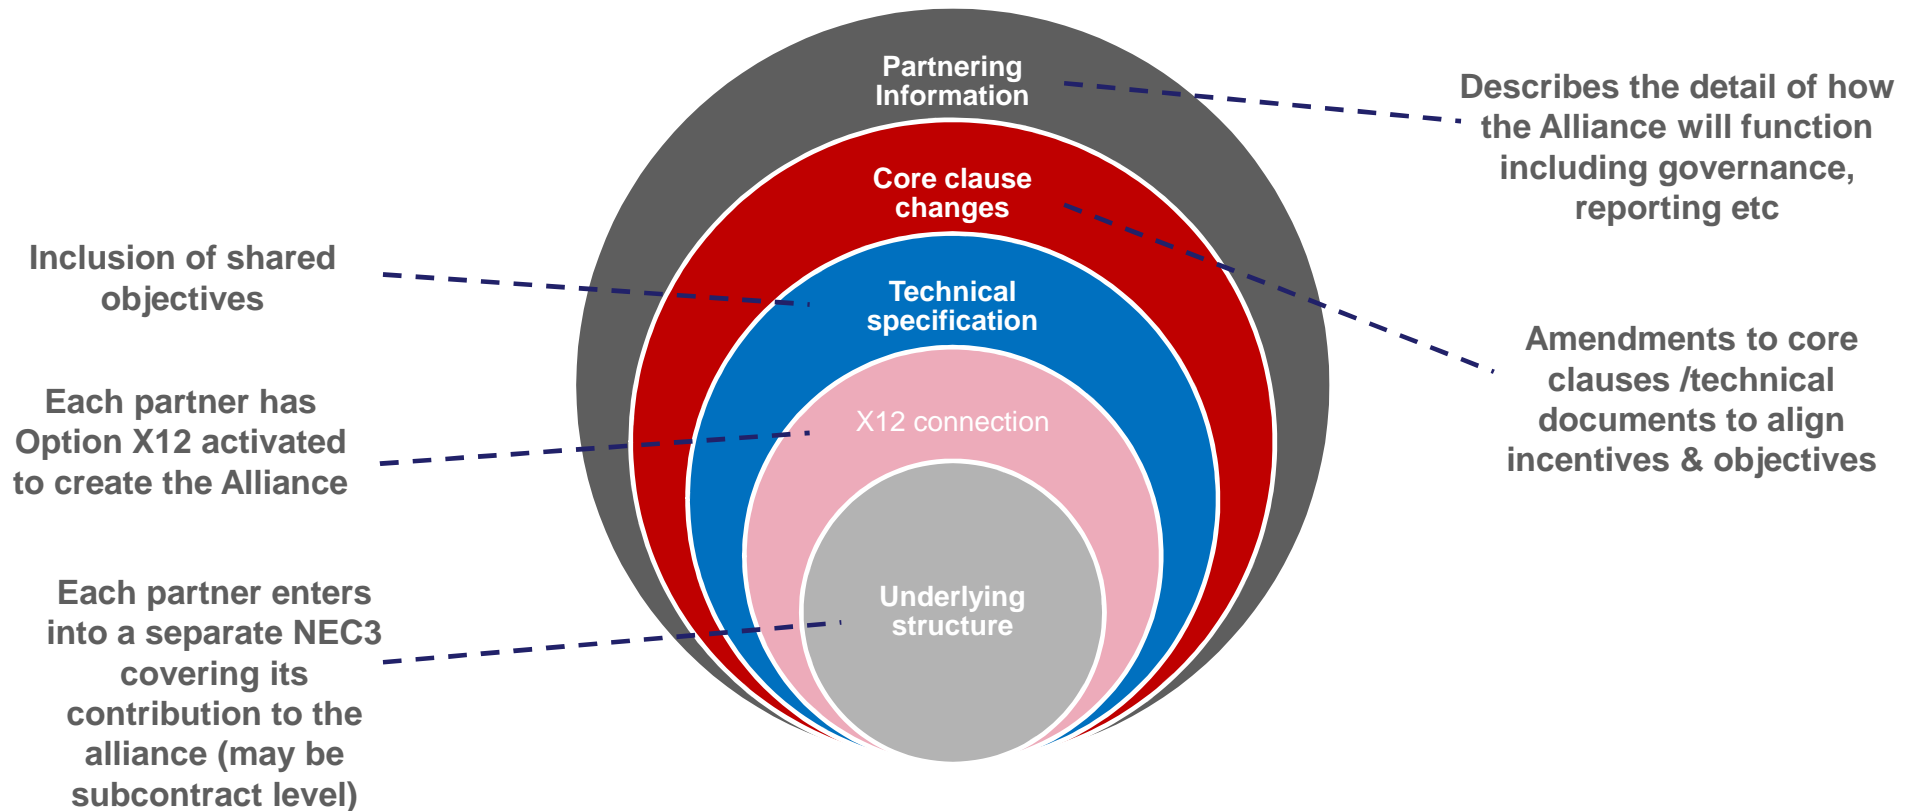 Partnering
Information
Core clause
changes
Technical
specification
X12 connection
Underlying
structure
Inclusion of shared
objectives
Each partner has
Option X12 activated
to create the Alliance
Each partner enters
into a separate NEC3
covering its
contribution to the
alliance (may be
subcontract level)
Describes the detail of how
the Alliance will function
including governance,
reporting etc
Amendments to core
clauses /technical
documents to align
incentives & objectives